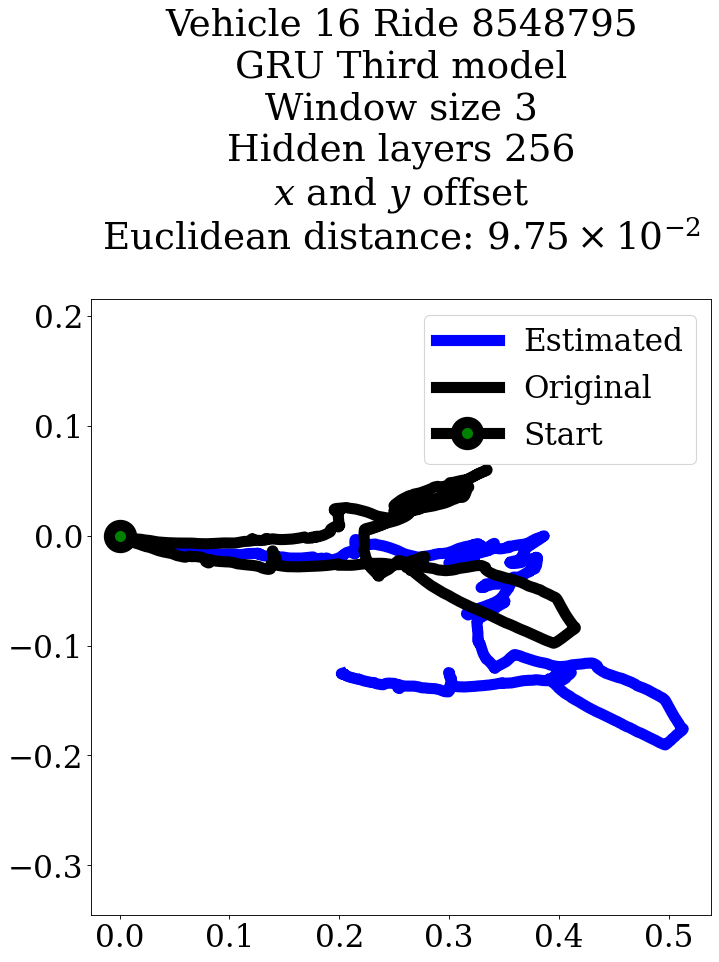 Vehicle 16 Ride 8548795
GRU Third model
Window size 3
Hidden layers 256
x and y offset
Euclidean distance: 9.75 × 10⁻²
Estimated
Original
Start
0.2
0.1
0.0
−0.1
−0.2
−0.3
0.0 0.1 0.2 0.3 0.4 0.5